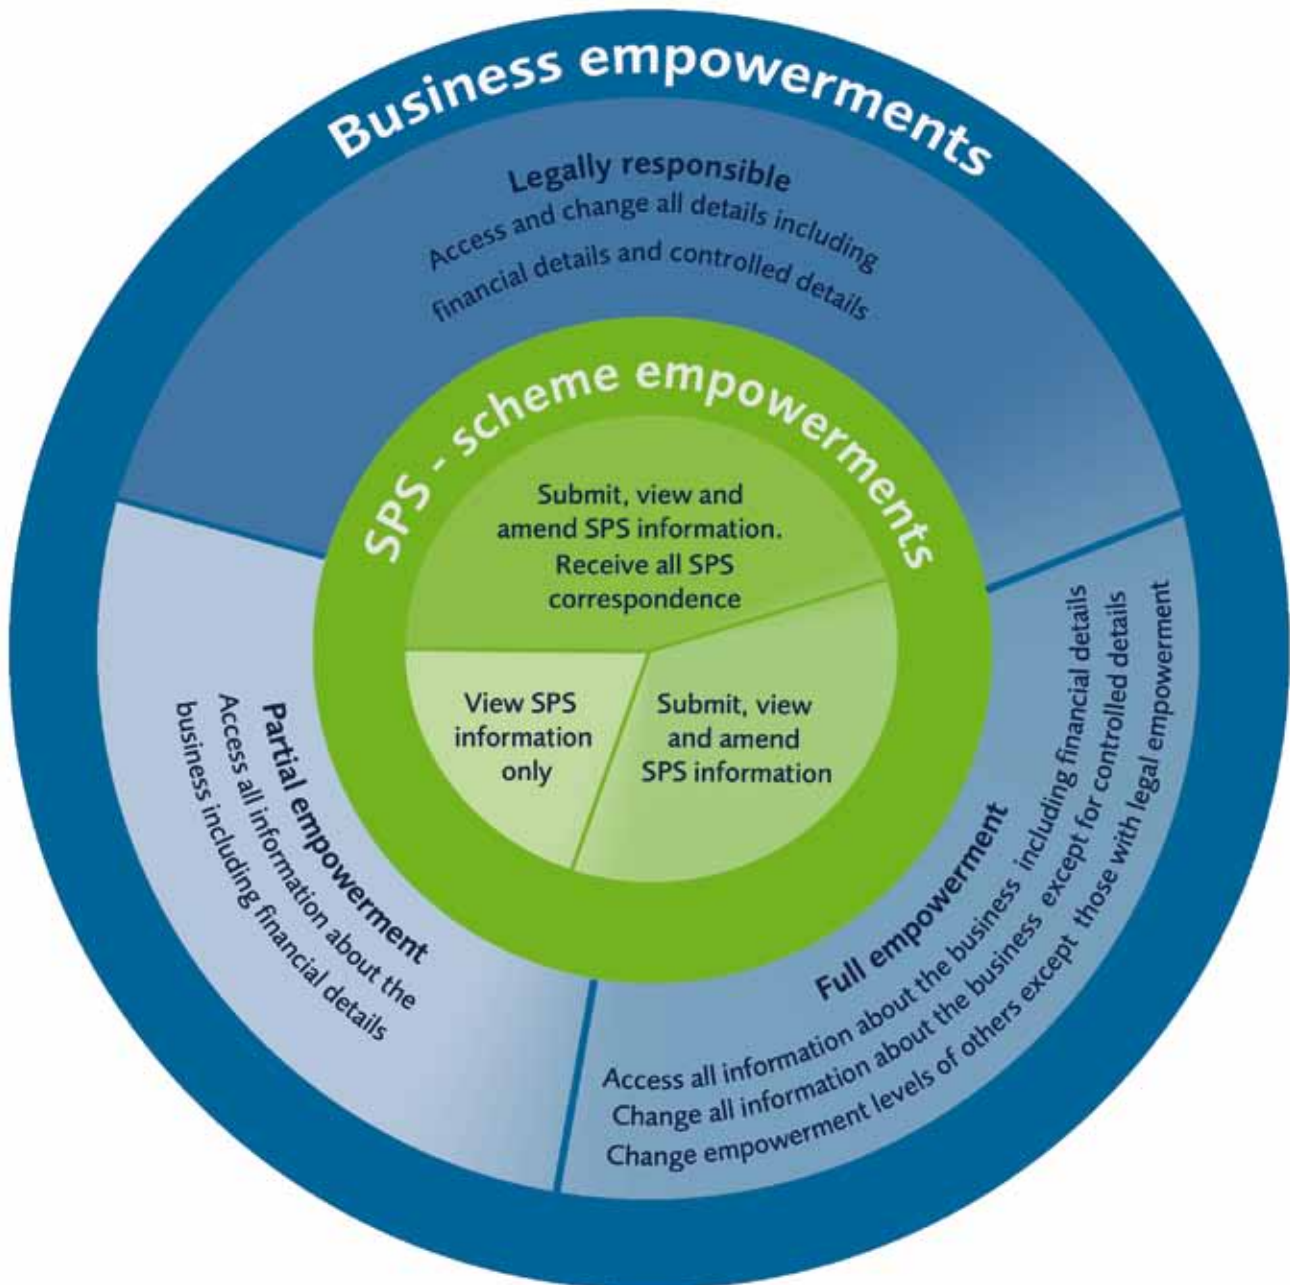 Business empowerments
Legally responsible
Access and change all details including
financial details and controlled details
SPS - scheme empowerments
Submit, view and
amend SPS information.
Receive all SPS
correspondence
View SPS
information
only
Submit, view
and amend
SPS information
Partial empowerment
Access all information about the
business including financial details
Full empowerment
Access all information about the business including financial details
Change all information about the business except for controlled details
Change empowerment levels of others except those with legal empowerment